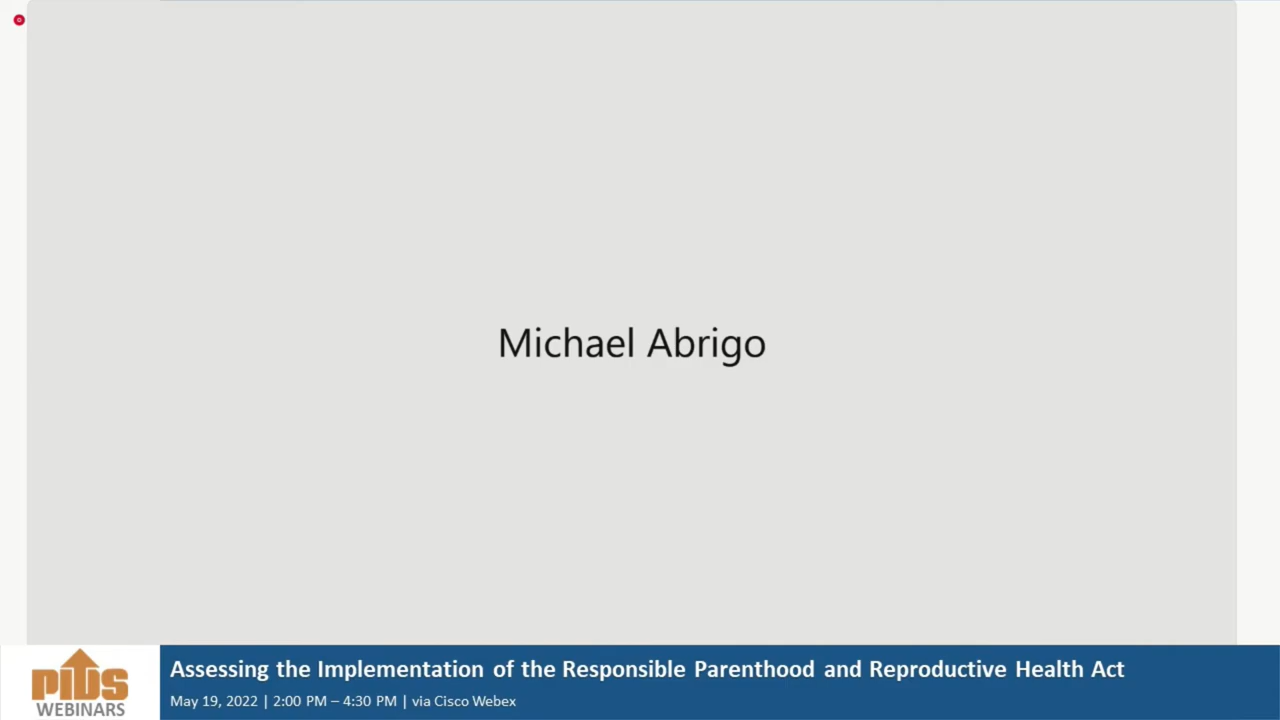 Michael Abrigo
PIDS
WEBINARS
Assessing the Implementation of the Responsible Parenthood and Reproductive Health Act
May 19, 2022 | 2:00 PM – 4:30 PM | via Cisco Webex